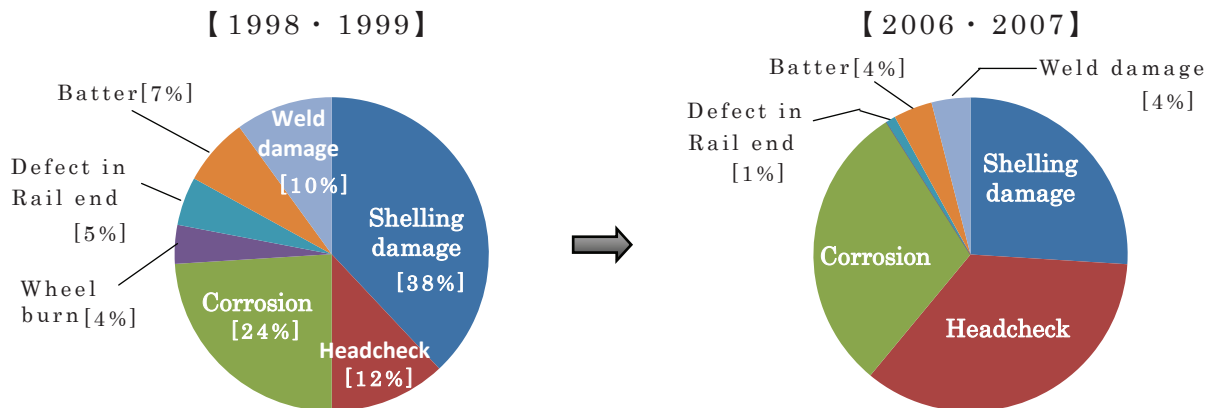 【1998・1999】
Batter[7%]
Weld
damage
[10%]
Defect in
Rail end
[5%]
Shelling
damage
[38%]
Wheel
burn[4%]
Corrosion
[24%]
Headcheck
[12%]
【2006・2007】
Batter[4%]
Weld damage
[4%]
Defect in
Rail end
[1%]
Shelling
damage
Corrosion
Headcheck